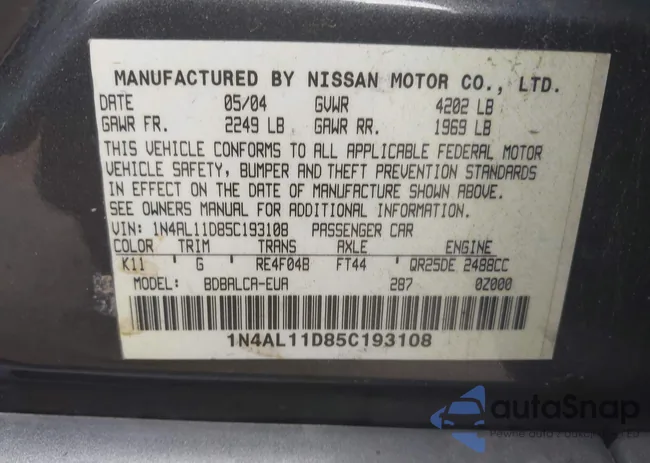 MANUFACTURED BY NISSAN MOTOR CO., LTD.
DATE 05/04 GVWR 4202 LB
GAWR FR. 2249 LB GAWR RR. 1969 LB
THIS VEHICLE CONFORMS TO ALL APPLICABLE FEDERAL MOTOR
VEHICLE SAFETY, BUMPER AND THEFT PREVENTION STANDARDS
IN EFFECT ON THE DATE OF MANUFACTURE SHOWN ABOVE.
SEE OWNERS MANUAL FOR ADDITIONAL INFORMATION.
VIN: 1N4AL11D85C193108 PASSENGER CAR
COLOR TRIM TRANS AXLE ENGINE
K11 G RE4F04B FT44 QR25DE 2488CC
MODEL: BDBALCA-EUA 287 0Z000
1N4AL11D85C193108
autoSnap
Pewne auto